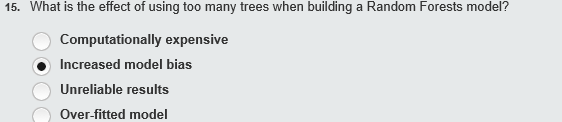 15. What is the effect of using too many trees when building a Random Forests model?
Computationally expensive
Increased model bias
Unreliable results
Over-fitted model